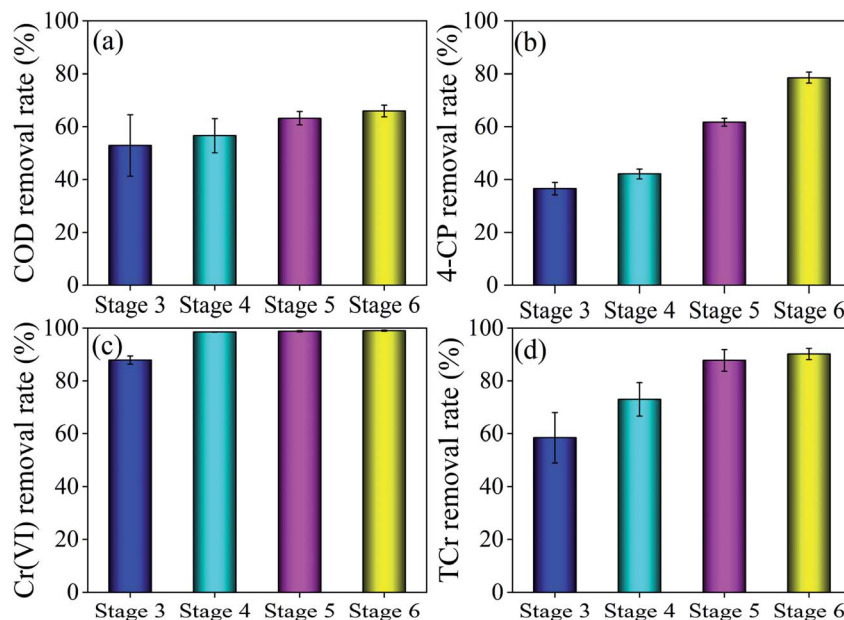 (a)
COD removal rate (%)
100
80
60
40
20
0
Stage 3 Stage 4 Stage 5 Stage 6
(b)
4-CP removal rate (%)
100
80
60
40
20
0
Stage 3 Stage 4 Stage 5 Stage 6
(c)
Cr(VI) removal rate (%)
100
80
60
40
20
0
Stage 3 Stage 4 Stage 5 Stage 6
(d)
TCr removal rate (%)
100
80
60
40
20
0
Stage 3 Stage 4 Stage 5 Stage 6